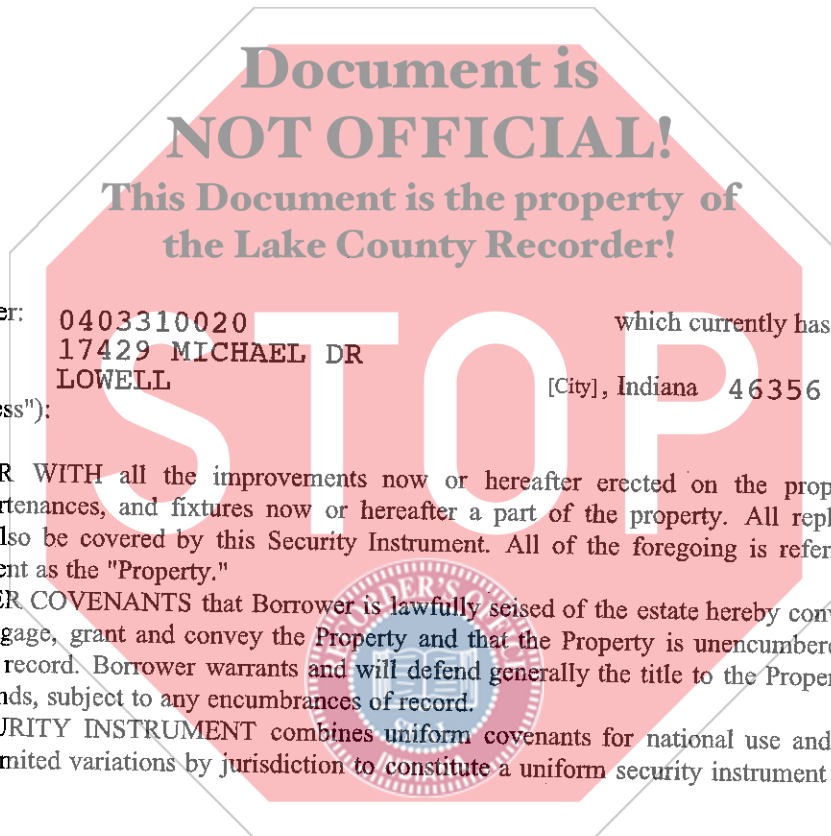 Document is
NOT OFFICIAL!
This Document is the property of
the Lake County Recorder!
er: 0403310020 which currently has
17429 MICHAEL DR
LOWELL [City], Indiana 46356
ess"):
STOP
R WITH all the improvements now or hereafter erected on the prop
rtenances, and fixtures now or hereafter a part of the property. All repl
lso be covered by this Security Instrument. All of the foregoing is refer
ent as the "Property."
ER COVENANTS that Borrower is lawfully seised of the estate hereby conv
gage, grant and convey the Property and that the Property is unencumbere
record. Borrower warrants and will defend generally the title to the Proper
nds, subject to any encumbrances of record.
URITY INSTRUMENT combines uniform covenants for national use and
mited variations by jurisdiction to constitute a uniform security instrument
RECORDER'S OFFICE
SEAL